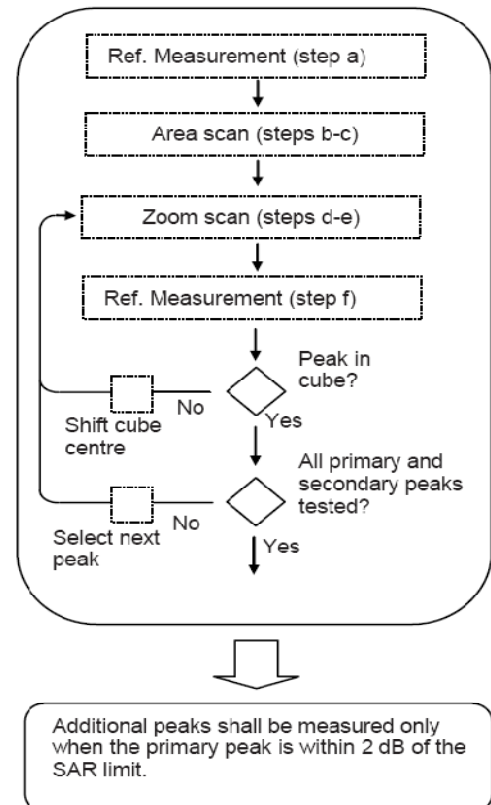 Ref. Measurement (step a)
Area scan (steps b-c)
Zoom scan (steps d-e)
Ref. Measurement (step f)
Peak in
cube?
No
Shift cube
centre
Yes
All primary and
secondary peaks
tested?
No
Select next
peak
Yes
Additional peaks shall be measured only
when the primary peak is within 2 dB of the
SAR limit.